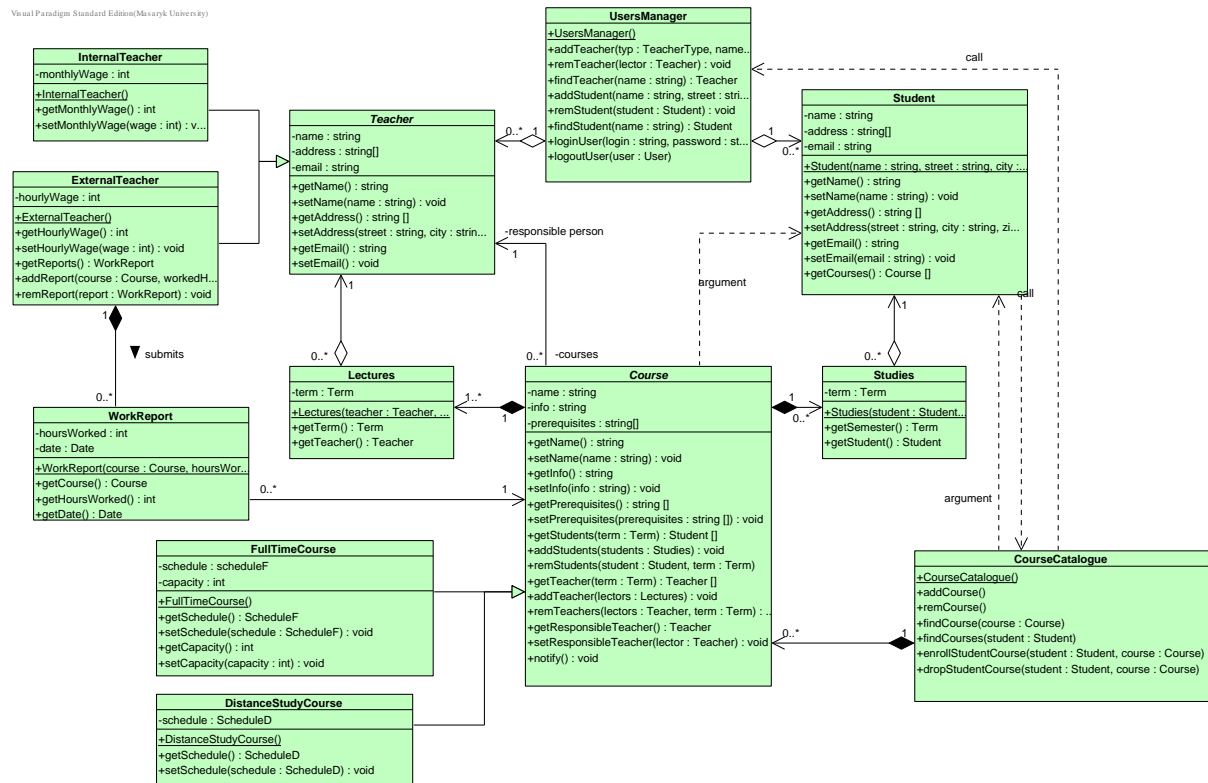 Visual Paradigm Standard Edition(Masaryk University)
UsersManager
+UsersManager()
+addTeacher(typ : TeacherType, name...
+remTeacher(lector : Teacher) : void
+findTeacher(name : string) : Teacher
+addStudent(name : string, street : stri...
+remStudent(student : Student) : void
+findStudent(name : string) : Student
+loginUser(login : string, password : st...
+logoutUser(user : User)
InternalTeacher
-monthlyWage : int
+InternalTeacher()
+getMonthlyWage() : int
+setMonthlyWage(wage : int) : v...
Teacher
-name : string
-address : string[]
-email : string
+getName() : string
+setName(name : string) : void
+getAddress() : string []
+setAddress(street : string, city : strin...
+getEmail() : string
+setEmail() : void
0..*
1
1
0..*
call
Student
-name : string
-address : string[]
-email : string
+Student(name : string, street : string, city :...
+getName() : string
+setName(name : string) : void
+getAddress() : string []
+setAddress(street : string, city : string, zi...
+getEmail() : string
+setEmail(email : string) : void
+getCourses() : Course []
ExternalTeacher
-hourlyWage : int
+ExternalTeacher()
+getHourlyWage() : int
+setHourlyWage(wage : int) : void
+getReports() : WorkReport
+addReport(course : Course, workedH...
+remReport(report : WorkReport) : void
-responsible person
1
argument
call
1
1
1
submits
0..*
0..*
0..*
-courses
0..*
Lectures
-term : Term
+Lectures(teacher : Teacher, ...
+getTerm() : Term
+getTeacher() : Teacher
1..*
1
Course
-name : string
-info : string
-prerequisites : string[]
+getName() : string
+setName(name : string) : void
+getInfo() : string
+setInfo(info : string) : void
+getPrerequisites() : string []
+setPrerequisites(prerequisites : string []) : void
+getStudents(term : Term) : Student []
+addStudents(students : Studies) : void
+remStudents(student : Student, term : Term)
+getTeacher(term : Term) : Teacher []
+addTeacher(lectors : Lectures) : void
+remTeachers(lectors : Teacher, term : Term) : ...
+getResponsibleTeacher() : Teacher
+setResponsibleTeacher(lector : Teacher) : void
+notify() : void
1
0..*
Studies
-term : Term
+Studies(student : Student...
+getSemester() : Term
+getStudent() : Student
WorkReport
-hoursWorked : int
-date : Date
+WorkReport(course : Course, hoursWor...
+getCourse() : Course
+getHoursWorked() : int
+getDate() : Date
0..*
1
argument
FullTimeCourse
-schedule : scheduleF
-capacity : int
+FullTimeCourse()
+getSchedule() : ScheduleF
+setSchedule(schedule : ScheduleF) : void
+getCapacity() : int
+setCapacity(capacity : int) : void
CourseCatalogue
+CourseCatalogue()
+addCourse()
+remCourse()
+findCourse(course : Course)
+findCourses(student : Student)
+enrollStudentCourse(student : Student, course : Course)
+dropStudentCourse(student : Student, course : Course)
0..*
1
DistanceStudyCourse
-schedule : ScheduleD
+DistanceStudyCourse()
+getSchedule() : ScheduleD
+setSchedule(schedule : ScheduleD) : void